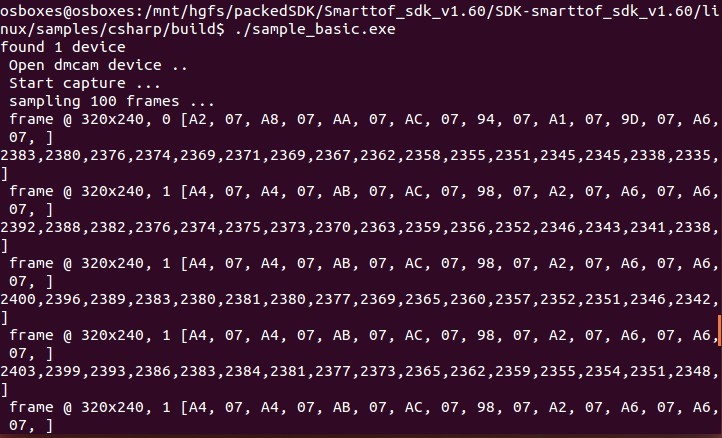 osboxes@osboxes:/mnt/hgfs/packedSDK/Smarttof_sdk_v1.60/SDK-smarttof_sdk_v1.60/li
nux/samples/csharp/build$ ./sample_basic.exe
found 1 device
 Open dmcam device ..
 Start capture ...
 sampling 100 frames ...
 frame @ 320x240, 0 [A2, 07, A8, 07, AA, 07, AC, 07, 94, 07, A1, 07, 9D, 07, A6,
 07, ]
2383,2380,2376,2374,2369,2371,2369,2367,2362,2358,2355,2351,2345,2345,2338,2335,
]
 frame @ 320x240, 1 [A4, 07, A4, 07, AB, 07, AC, 07, 98, 07, A2, 07, A6, 07, A6,
 07, ]
2392,2388,2382,2376,2374,2375,2373,2370,2363,2359,2356,2352,2346,2343,2341,2338,
]
 frame @ 320x240, 1 [A4, 07, A4, 07, AB, 07, AC, 07, 98, 07, A2, 07, A6, 07, A6,
 07, ]
2400,2396,2389,2383,2380,2381,2380,2377,2369,2365,2360,2357,2352,2351,2346,2342,
]
 frame @ 320x240, 1 [A4, 07, A4, 07, AB, 07, AC, 07, 98, 07, A2, 07, A6, 07, A6,
 07, ]
2403,2399,2393,2386,2383,2384,2381,2377,2373,2365,2362,2359,2355,2354,2351,2348,
]
 frame @ 320x240, 1 [A4, 07, A4, 07, AB, 07, AC, 07, 98, 07, A2, 07, A6, 07, A6,
 07, ]